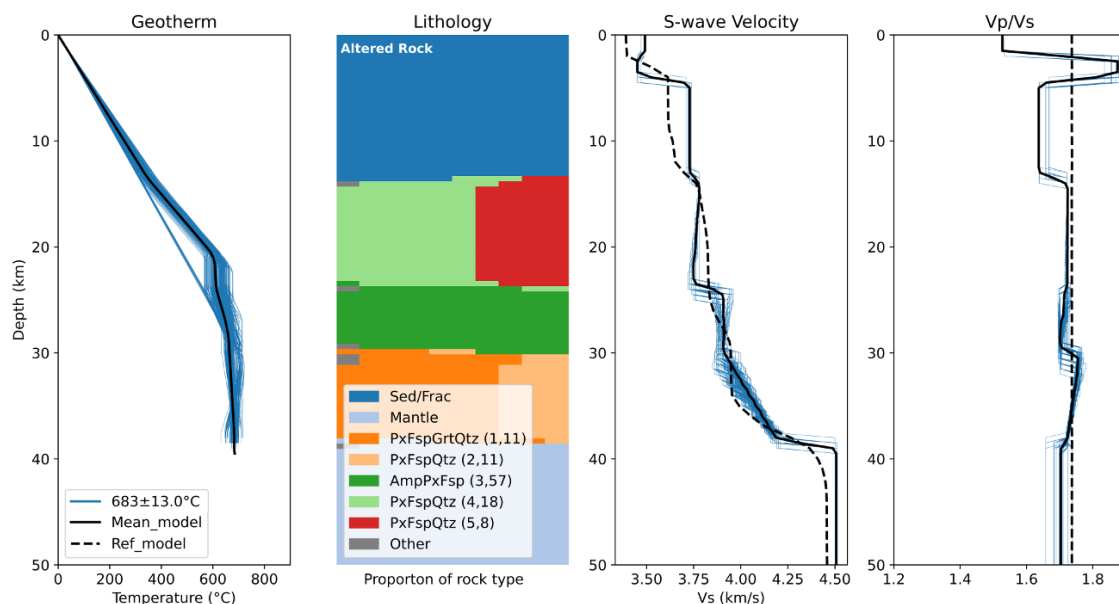 Geotherm
Lithology
S-wave Velocity
Vp/Vs
0
10
20
30
40
50
Depth (km)
683±13.0°C
Mean_model
Ref_model
0 200 400 600 800
Temperature (°C)
Altered Rock
Sed/Frac
Mantle
PxFspGrtQtz (1,11)
PxFspQtz (2,11)
AmpPxFsp (3,57)
PxFspQtz (4,18)
PxFspQtz (5,8)
Other
Proporton of rock type
0
10
20
30
40
50
3.50 3.75 4.00 4.25 4.50
Vs (km/s)
0
10
20
30
40
50
1.2 1.4 1.6 1.8